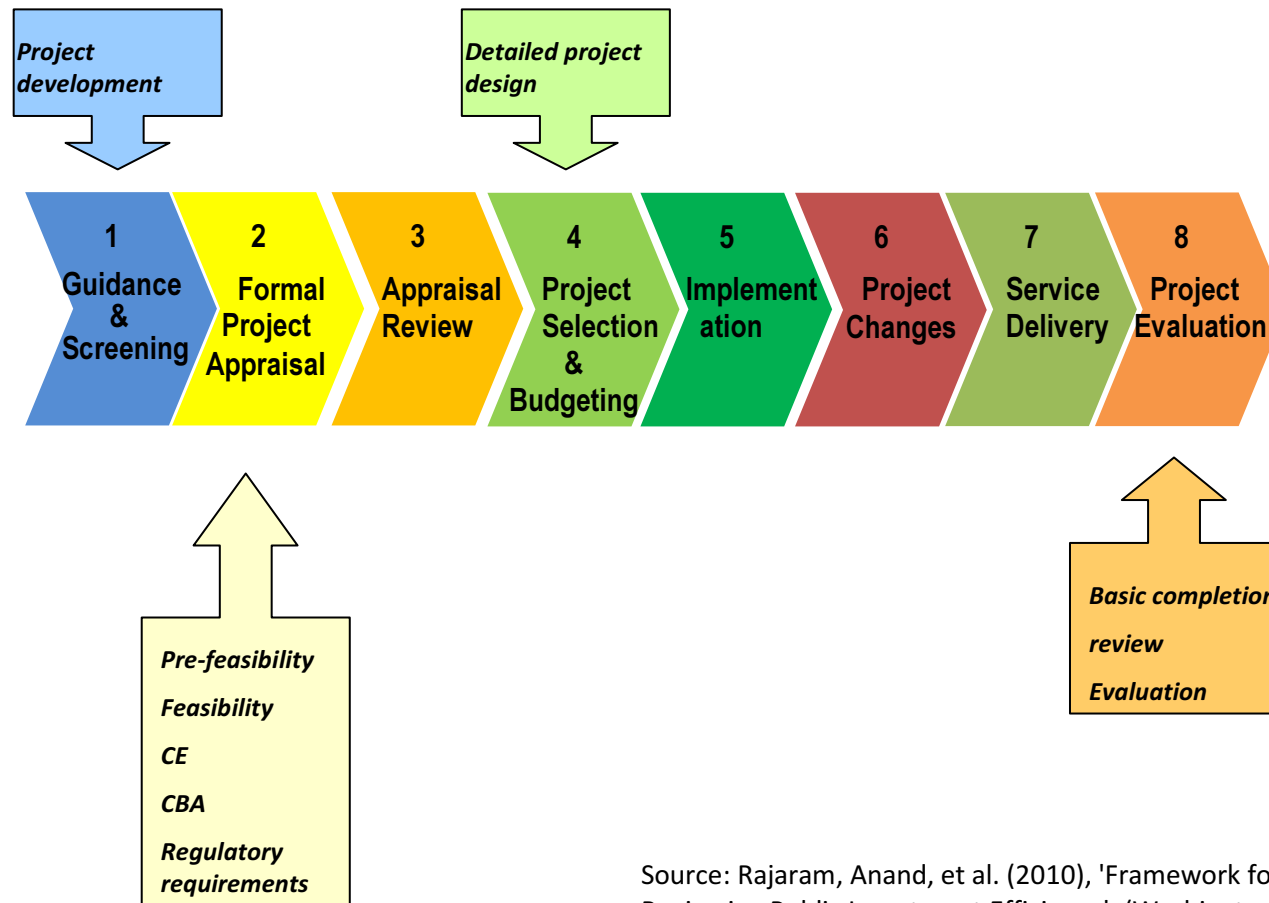 Project
development
Detailed project
design
1
Guidance
&
Screening
2
Formal
Project
Appraisal
3
Appraisal
Review
4
Project
Selection
&
Budgeting
5
Implement
ation
6
Project
Changes
7
Service
Delivery
8
Project
Evaluation
Pre-feasibility
Feasibility
CE
CBA
Regulatory
requirements
Basic completion
review
Evaluation
Source: Rajaram, Anand, et al. (2010), 'Framework fo